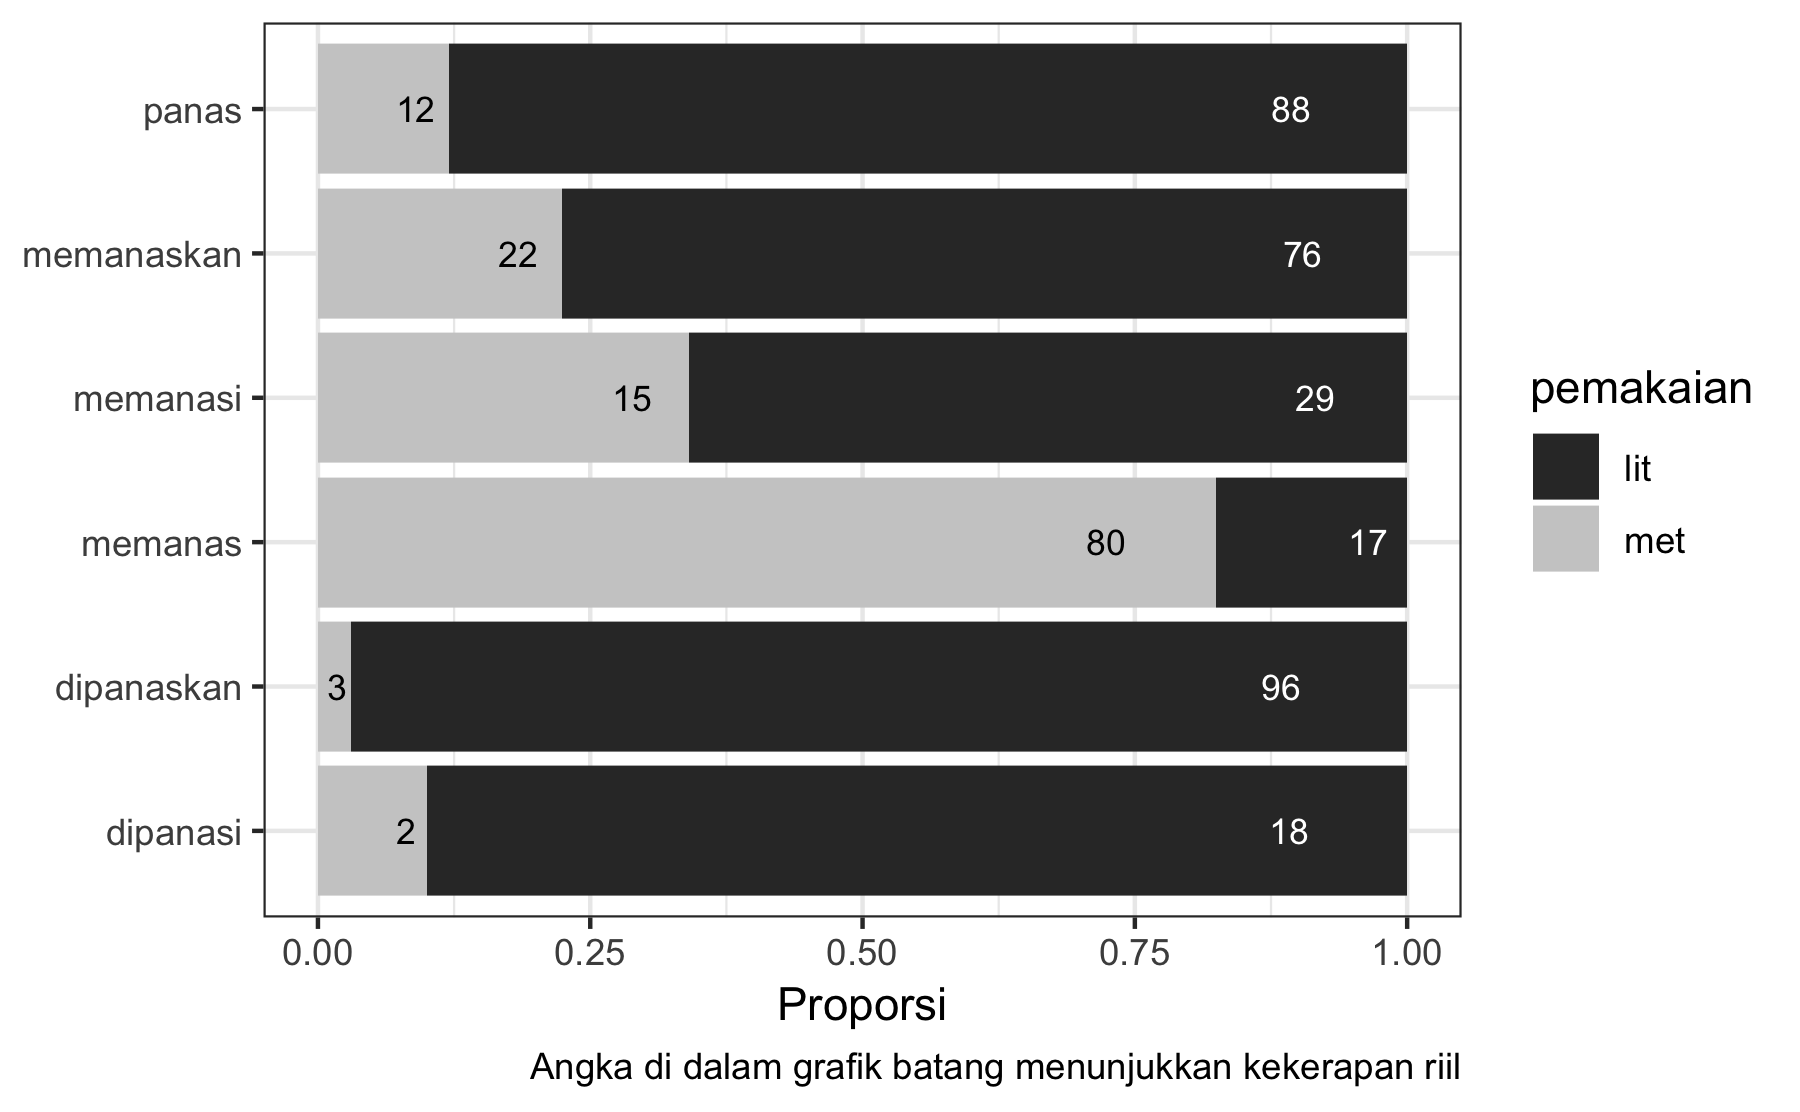 panas 12 88
memanaskan 22 76
memanasi 15 29
memanas 80 17
dipanaskan 3 96
dipanasi 2 18
0.00 0.25 0.50 0.75 1.00
Proporsi
Angka di dalam grafik batang menunjukkan kekerapan riil
pemakaian
lit
met